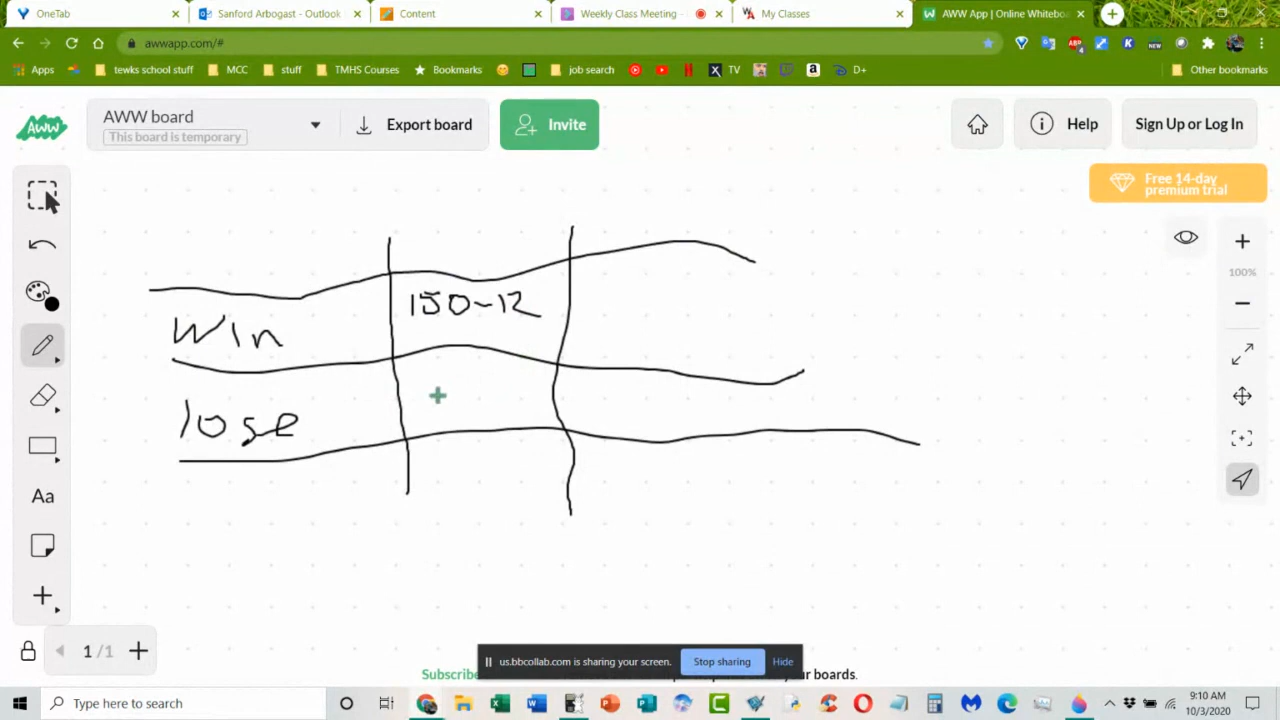 OneTab
Sanford Arbogast - Outlook
Content
Weekly Class Meeting -
My Classes
AWW App | Online Whiteboa
awwapp.com/#
Apps
tewks school stuff
MCC
stuff
TMHS Courses
Bookmarks
job search
TV
D+
Other bookmarks
AWW
AWW board
This board is temporary
Export board
Invite
Help
Sign Up or Log In
Free 14-day
premium trial
100%
Win
150-12
lose
1 / 1
us.bbcollab.com is sharing your screen.
Stop sharing
Hide
Subscribe
our boards.
Type here to search
9:10 AM
10/3/2020